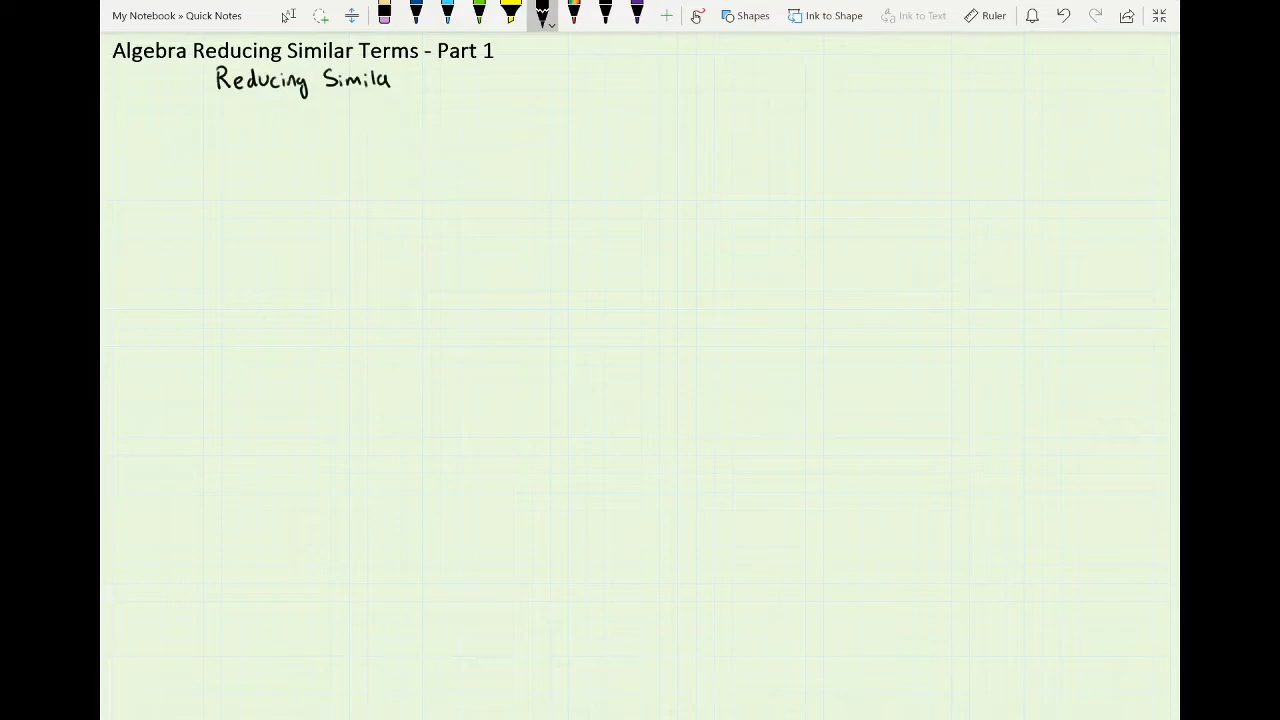 My Notebook » Quick Notes
Shapes
Ink to Shape
Ink to Text
Ruler
Algebra Reducing Similar Terms - Part 1
Reducing Simila